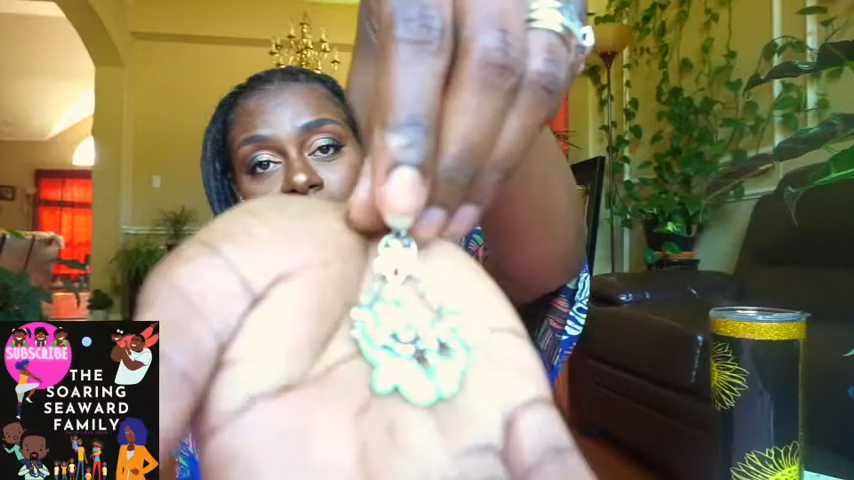 SUBSCRIBE
THE
SOARING
SEAWARD
FAMILY